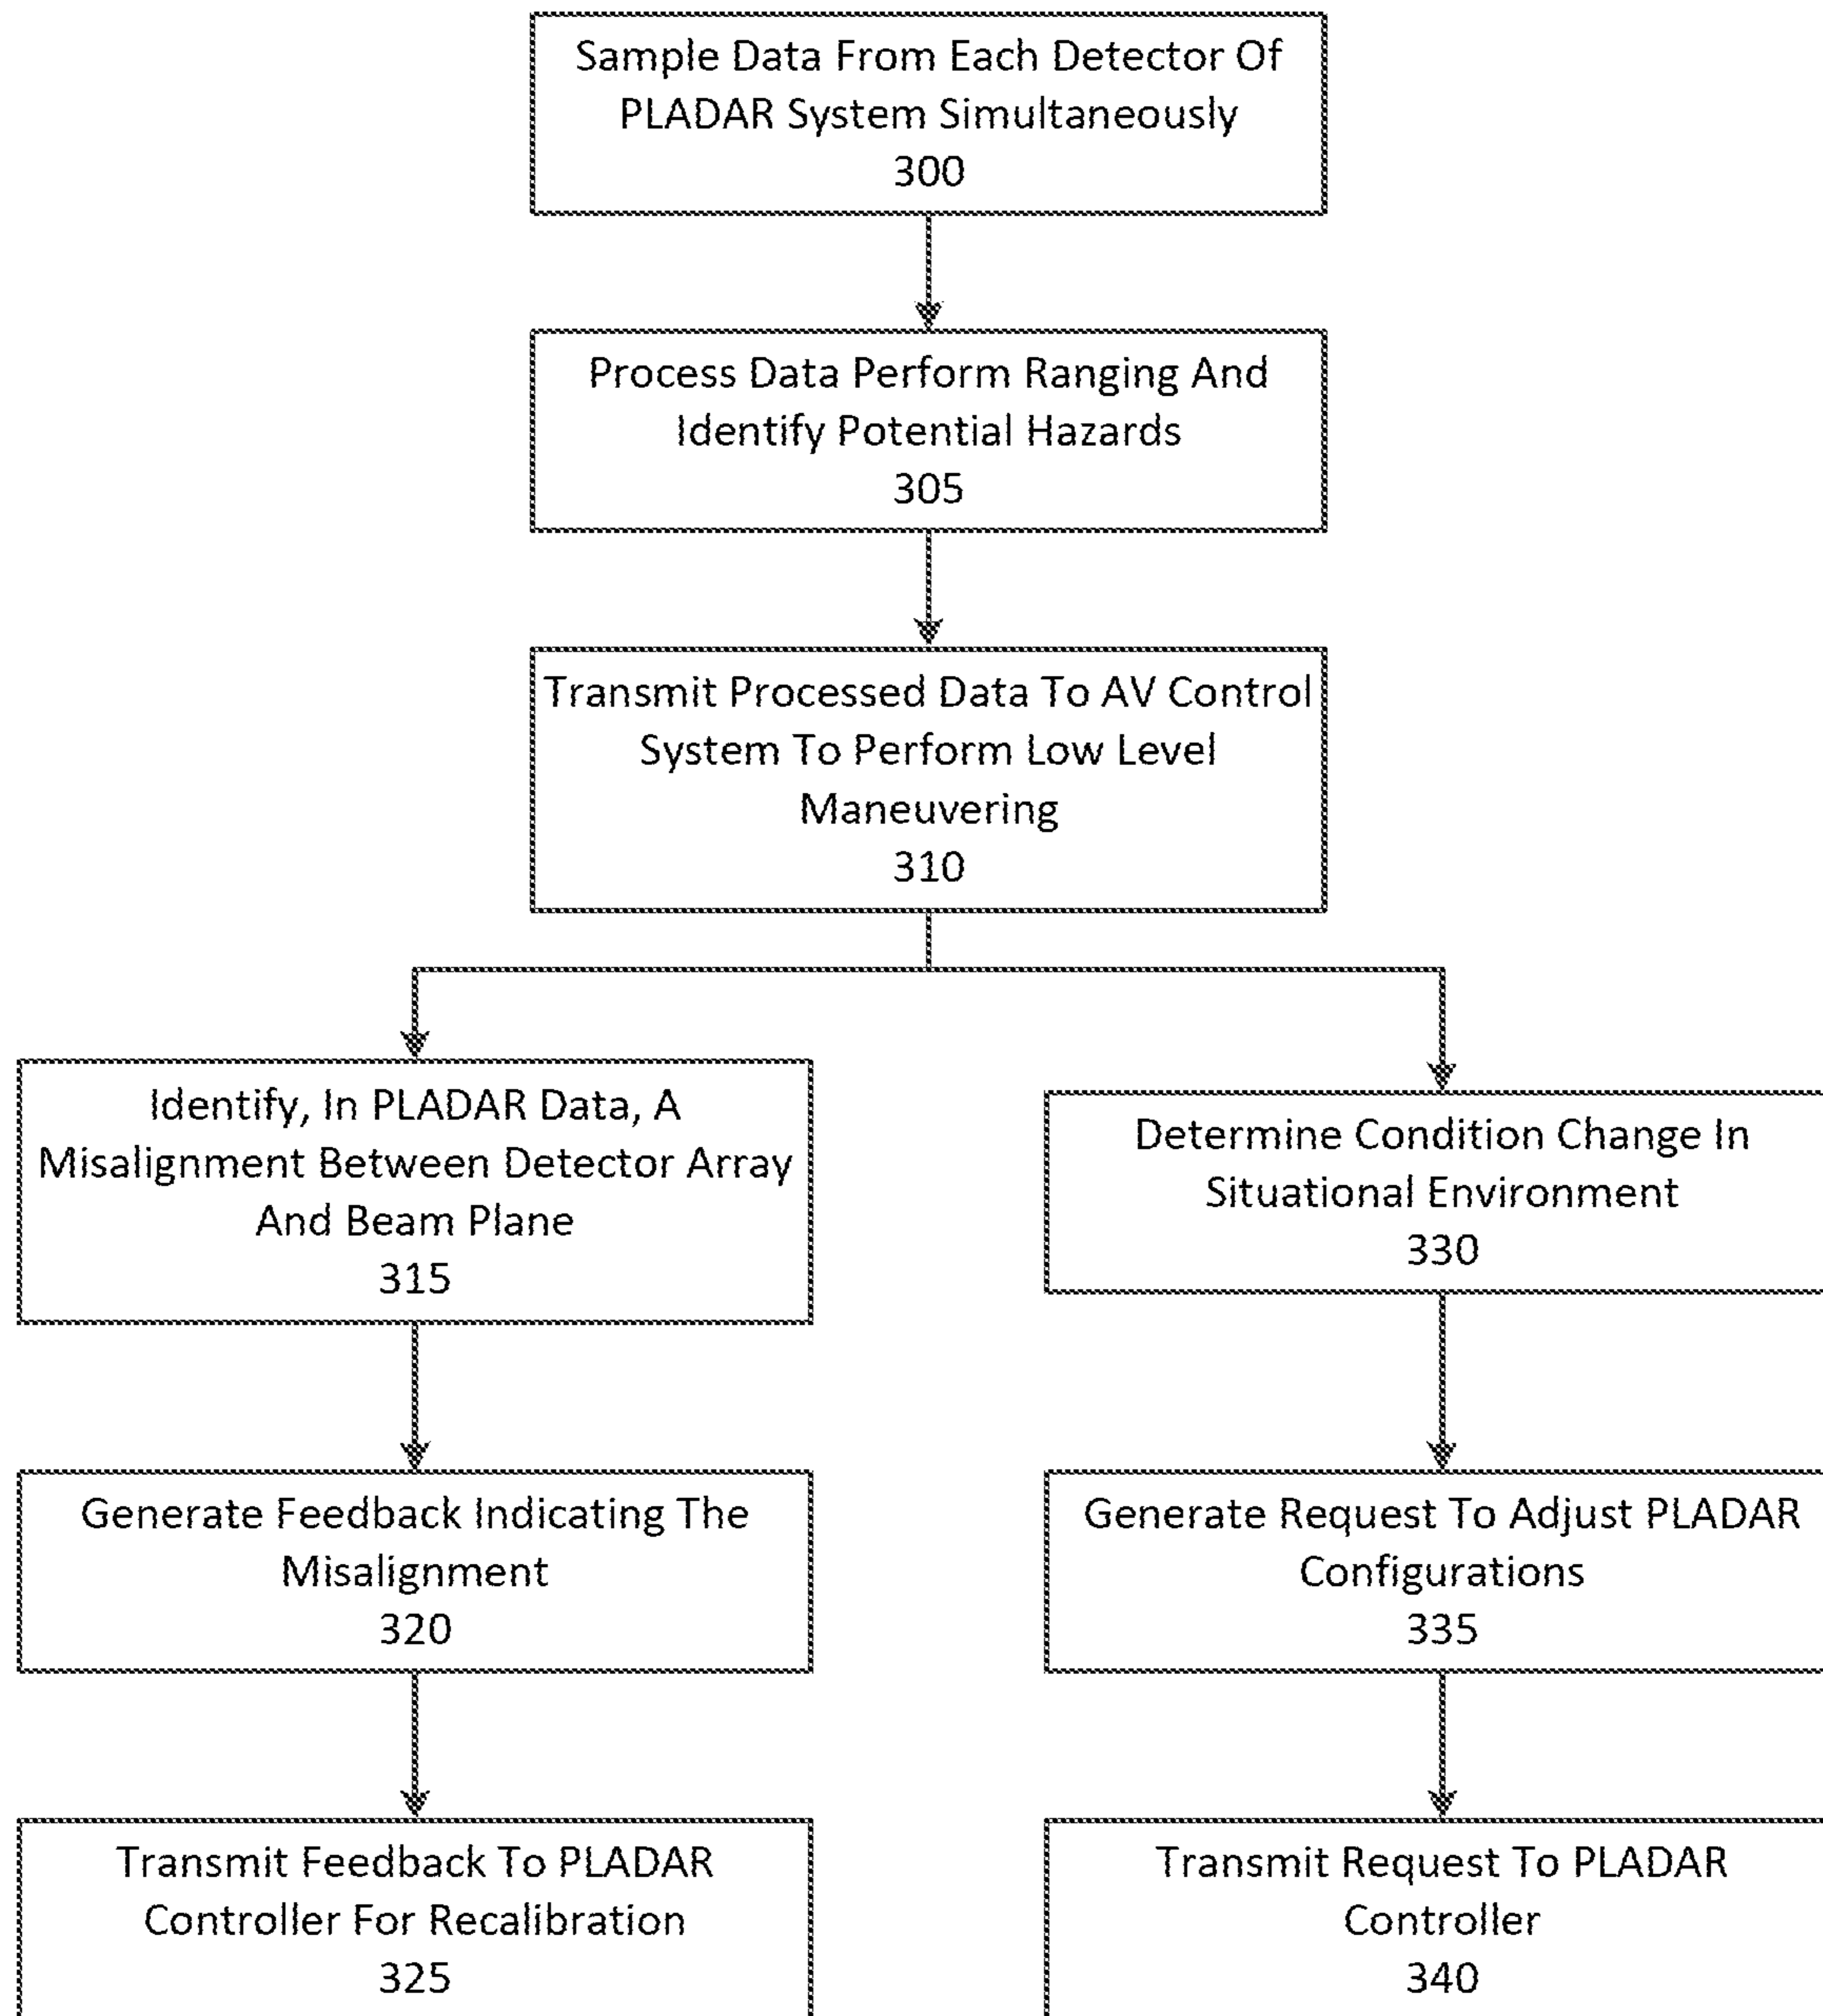 Sample Data From Each Detector Of
PLADAR System Simultaneously
300
Process Data Perform Ranging And
Identify Potential Hazards
305
Transmit Processed Data To AV Control
System To Perform Low Level
Maneuvering
310
Identify, In PLADAR Data, A
Misalignment Between Detector Array
And Beam Plane
315
Generate Feedback Indicating The
Misalignment
320
Transmit Feedback To PLADAR
Controller For Recalibration
325
Determine Condition Change In
Situational Environment
330
Generate Request To Adjust PLADAR
Configurations
335
Transmit Request To PLADAR
Controller
340